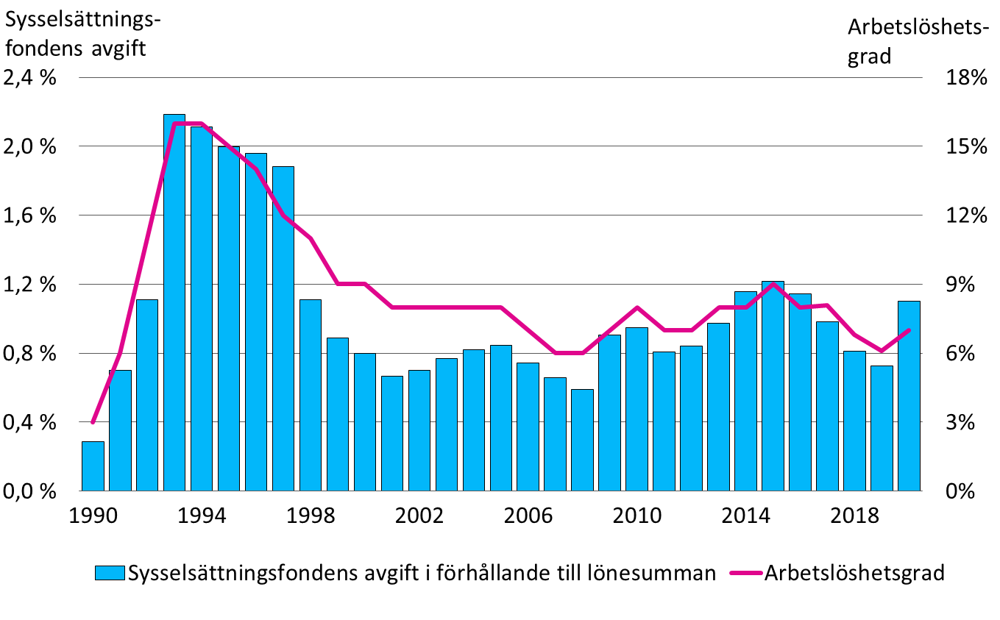 Sysselsättnings-
fondens avgift
Arbetslöshets-
grad
2,4 % 18%
2,0 % 15%
1,6 % 12%
1,2 % 9%
0,8 % 6%
0,4 % 3%
0,0 % 0%
1990 1994 1998 2002 2006 2010 2014 2018
Sysselsättningsfondens avgift i förhållande till lönesumman Arbetslöshetsgrad